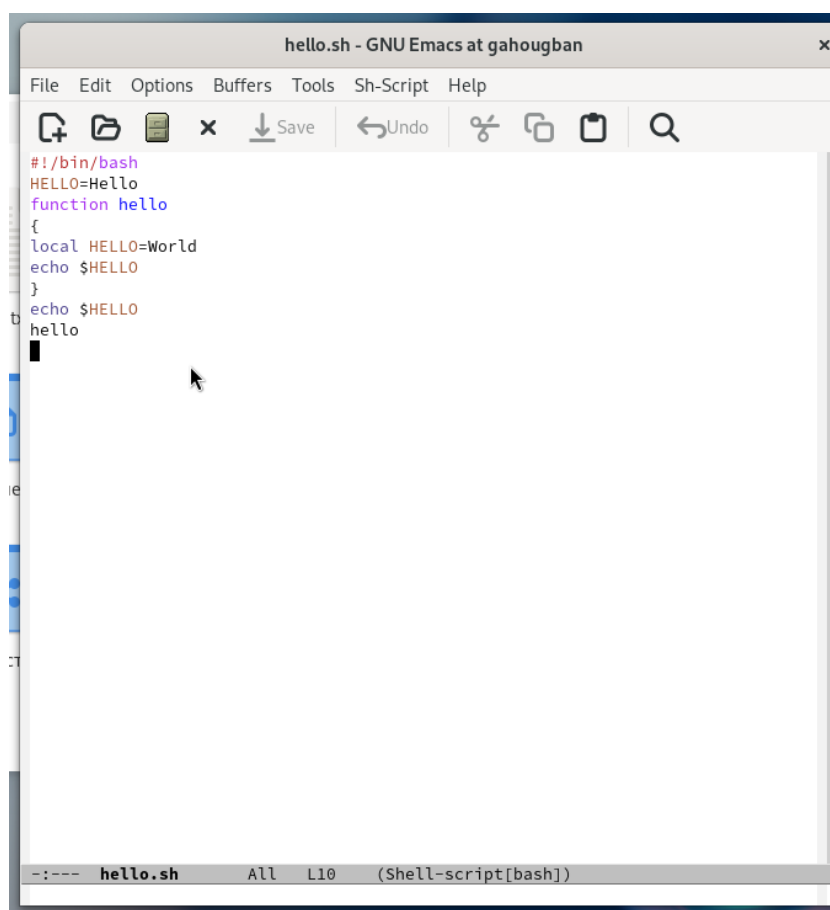 hello.sh - GNU Emacs at gahougban
File Edit Options Buffers Tools Sh-Script Help
Save Undo
#!/bin/bash
HELLO=Hello
function hello
{
local HELLO=World
echo $HELLO
}
echo $HELLO
hello
-:--- hello.sh All L10 (Shell-script[bash])